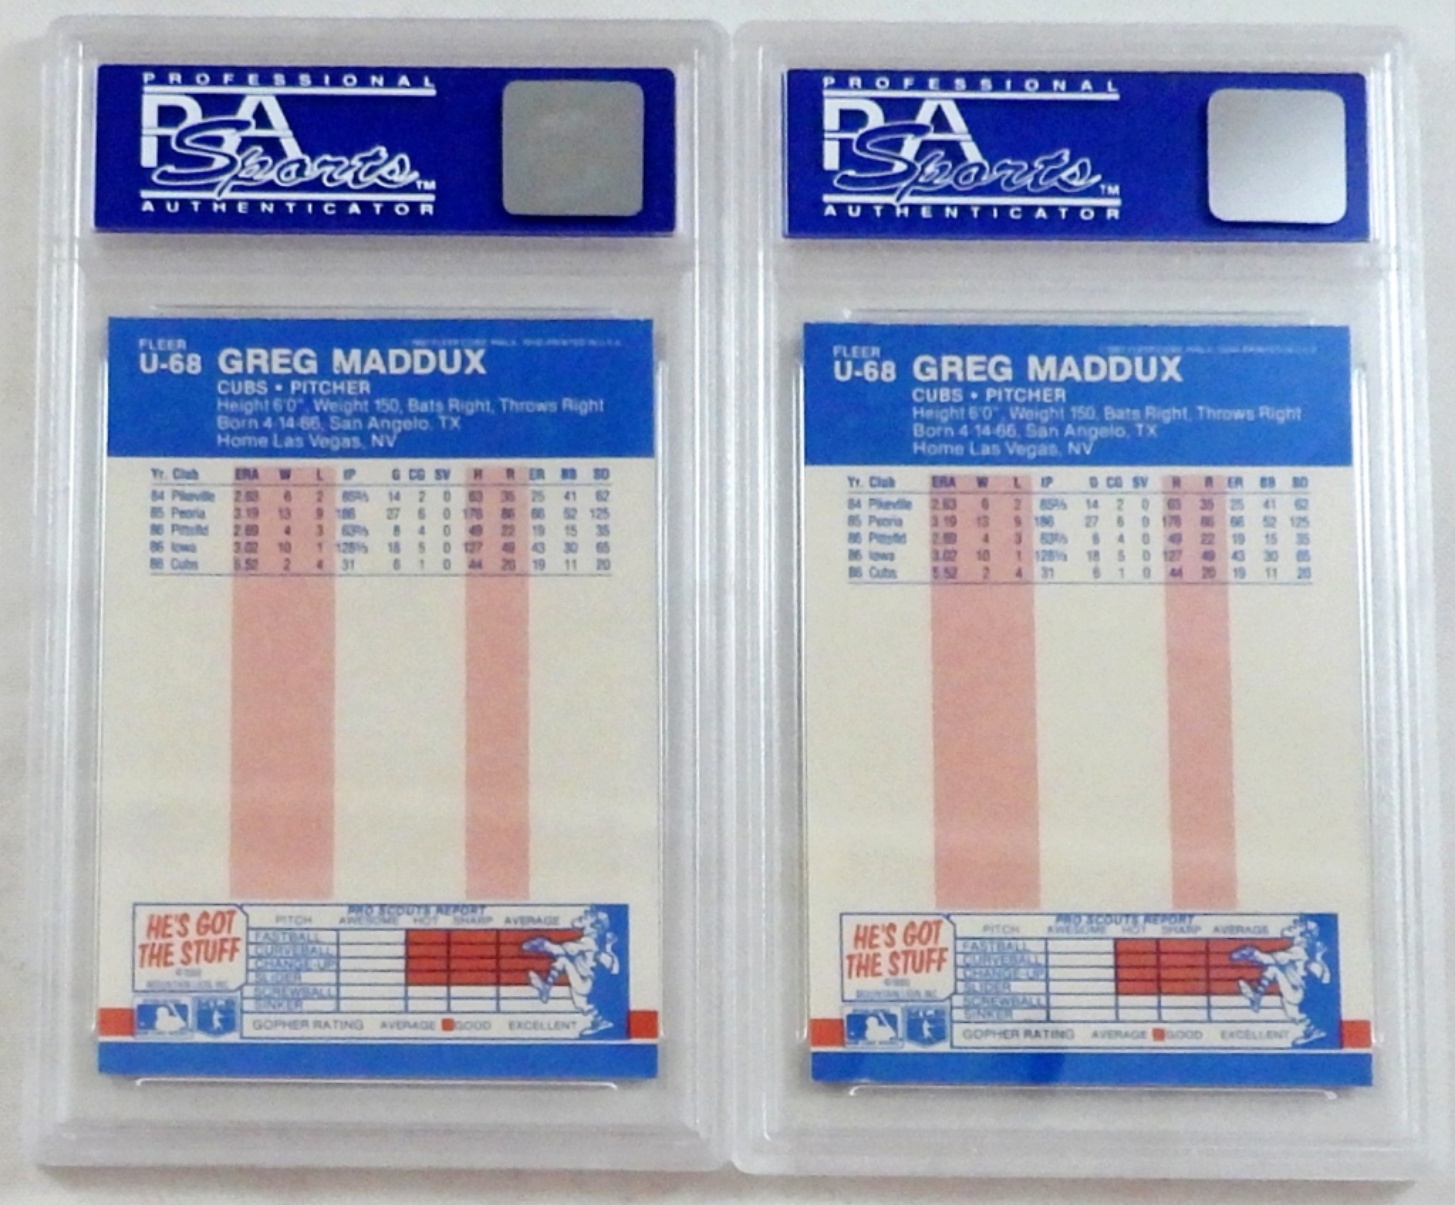 PROFESSIONAL
PSA
Sports™
AUTHENTICATOR
FLEER
U-68 GREG MADDUX
CUBS • PITCHER
Height 6'0", Weight 150, Bats Right, Throws Right
Born 4-14-66, San Angelo, TX
Home Las Vegas, NV
Yr. Club ERA W L IP G CG SV H R ER BB SO
84 Pikeville 2.63 6 2 85⅔ 14 2 0 63 35 25 41 62
85 Peoria 3.19 13 9 186 27 6 0 176 86 66 52 125
86 Pittsfld 2.69 4 3 63⅔ 8 4 0 49 22 19 15 35
86 Iowa 3.02 10 1 128⅓ 18 5 0 127 49 43 30 65
86 Cubs 5.52 2 4 31 6 1 0 44 20 19 11 20
HE'S GOT
THE STUFF
PRO SCOUTS REPORT
PITCH AWESOME HOT SHARP AVERAGE
FASTBALL
CURVEBALL
CHANGE-UP
SLIDER
SCREWBALL
SINKER
GOPHER RATING AVERAGE GOOD EXCELLENT
PROFESSIONAL
PSA
Sports™
AUTHENTICATOR
FLEER
U-68 GREG MADDUX
CUBS • PITCHER
Height 6'0", Weight 150, Bats Right, Throws Right
Born 4-14-66, San Angelo, TX
Home Las Vegas, NV
Yr. Club ERA W L IP G CG SV H R ER BB SO
84 Pikeville 2.63 6 2 85⅔ 14 2 0 63 35 25 41 62
85 Peoria 3.19 13 9 186 27 6 0 176 86 66 52 125
86 Pittsfld 2.69 4 3 63⅔ 8 4 0 49 22 19 15 35
86 Iowa 3.02 10 1 128⅓ 18 5 0 127 49 43 30 65
86 Cubs 5.52 2 4 31 6 1 0 44 20 19 11 20
HE'S GOT
THE STUFF
PRO SCOUTS REPORT
PITCH AWESOME HOT SHARP AVERAGE
FASTBALL
CURVEBALL
CHANGE-UP
SLIDER
SCREWBALL
SINKER
GOPHER RATING AVERAGE GOOD EXCELLENT